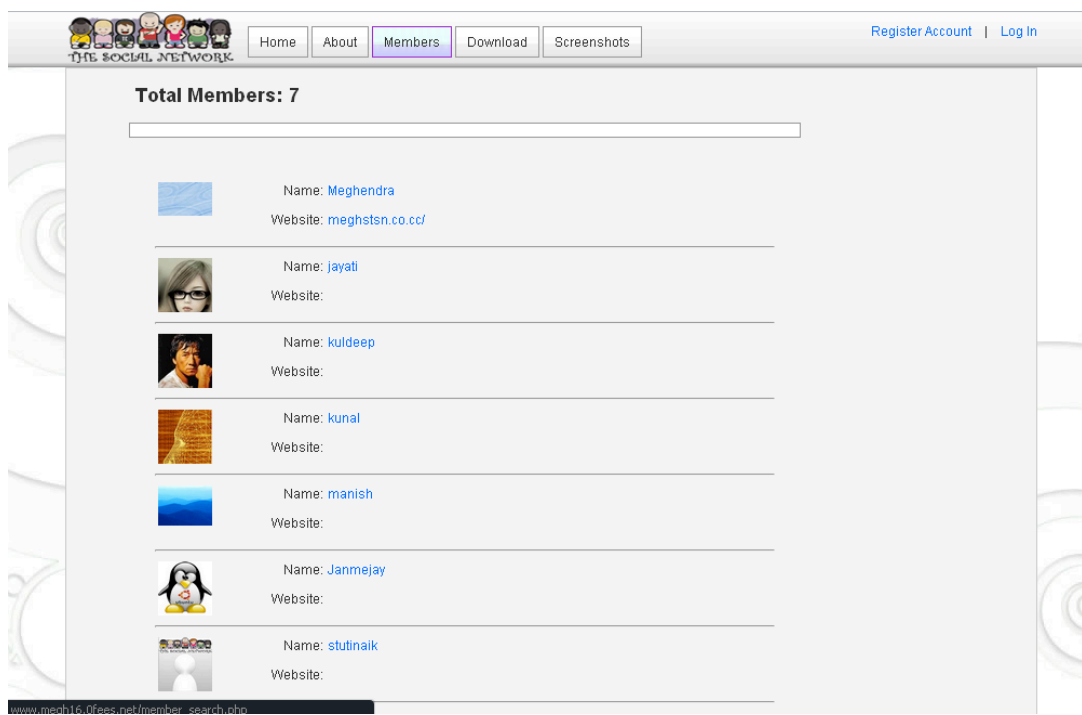 THE SOCIAL NETWORK
Home About Members Download Screenshots
Register Account | Log In
Total Members: 7
Name: Meghendra
Website: meghstsn.co.cc/
Name: jayati
Website:
Name: kuldeep
Website:
Name: kunal
Website:
Name: manish
Website:
Name: Janmejay
Website:
Name: stutinaik
Website:
www.megh16.0fees.net/member_search.php